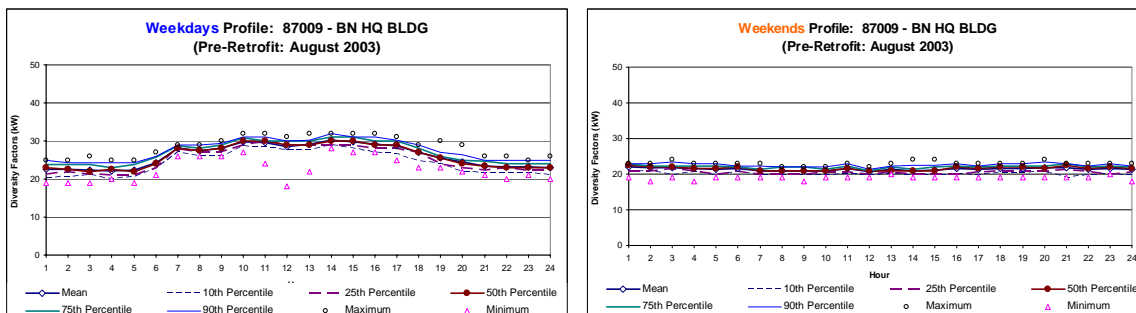 Weekdays Profile: 87009 - BN HQ BLDG
(Pre-Retrofit: August 2003)
Diversky Factors (kW)
50
40
30
20
10
0
1 2 3 4 5 6 7 8 9 10 11 12 13 14 15 16 17 18 19 20 21 22 23 24
Mean 10th Percentile 25th Percentile 50th Percentile
75th Percentile 90th Percentile Maximum Minimum
Weekends Profile: 87009 - BN HQ BLDG
(Pre-Retrofit: August 2003)
Diversky Factors (kW)
50
40
30
20
10
0
1 2 3 4 5 6 7 8 9 10 11 12 13 14 15 16 17 18 19 20 21 22 23 24
Hour
Mean 10th Percentile 25th Percentile 50th Percentile
75th Percentile 90th Percentile Maximum Minimum